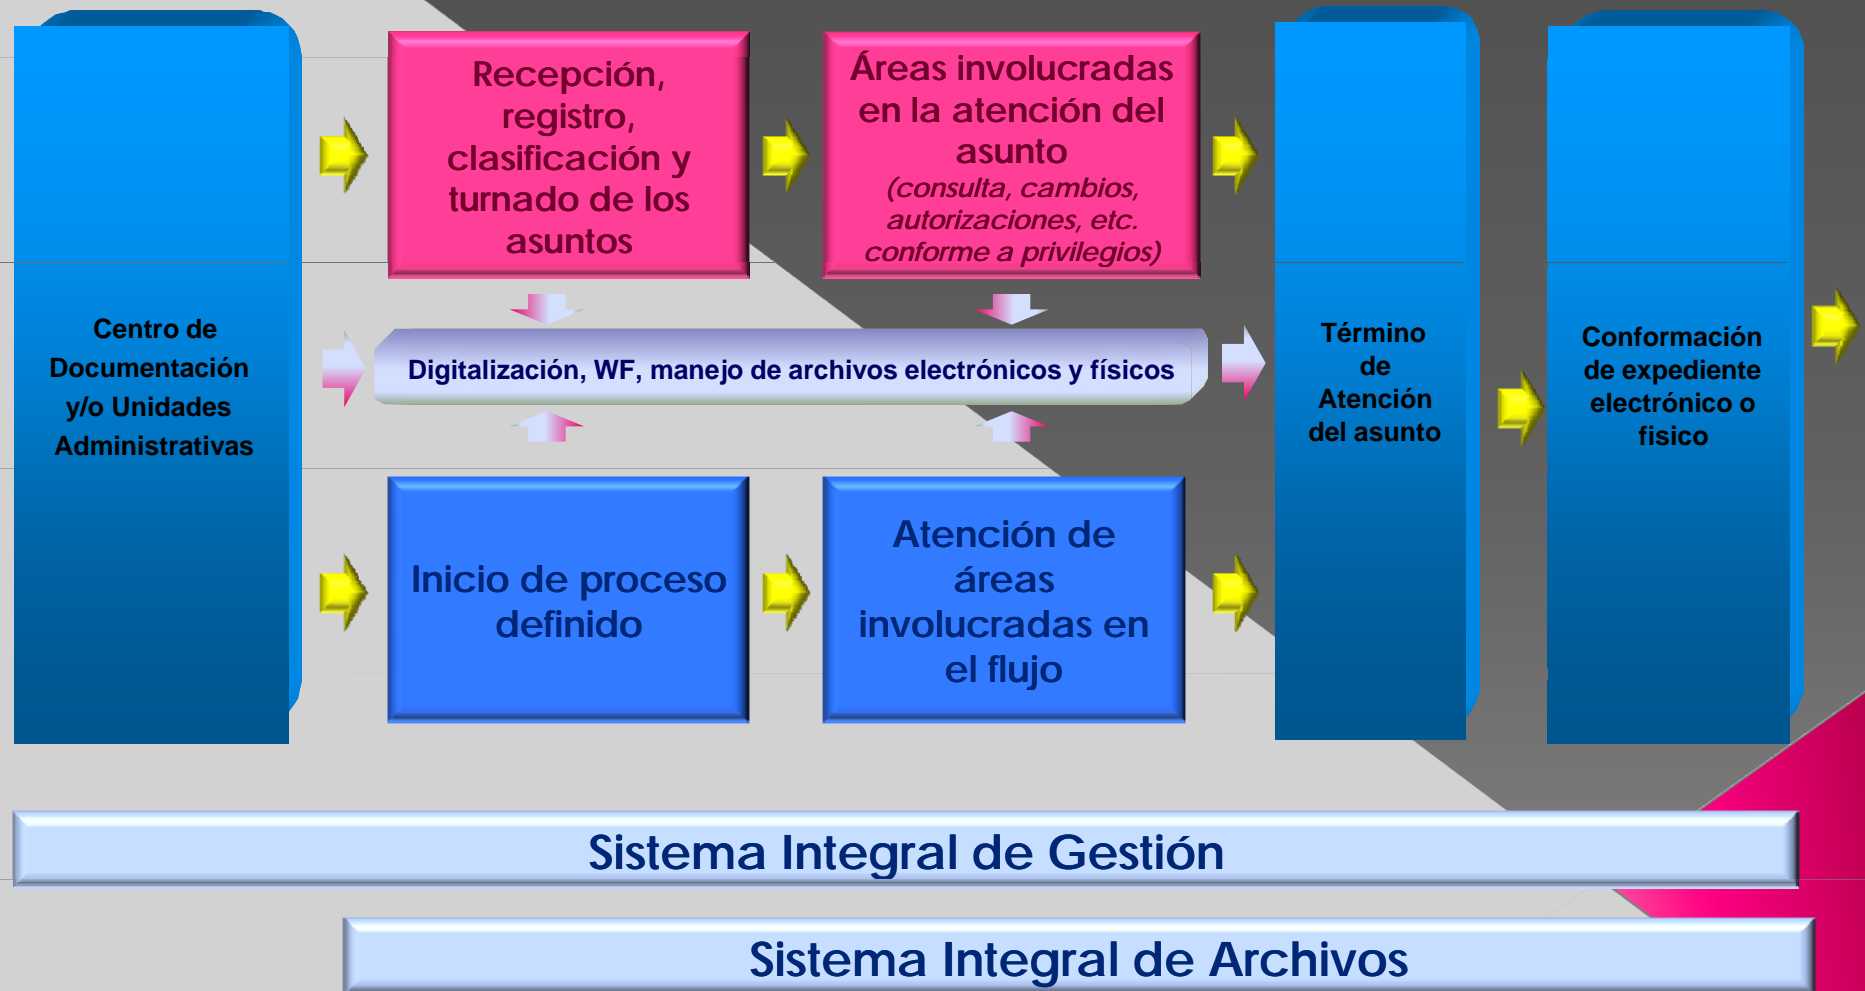 Centro de
Documentación
y/o Unidades
Administrativas
Recepción,
registro,
clasificación y
turnado de los
asuntos
Áreas involucradas
en la atención del
asunto
(consulta, cambios,
autorizaciones, etc.
conforme a privilegios)
Digitalización, WF, manejo de archivos electrónicos y físicos
Inicio de proceso
definido
Atención de
áreas
involucradas en
el flujo
Término
de
Atención
del asunto
Conformación
de expediente
electrónico o
fisico
Sistema Integral de Gestión
Sistema Integral de Archivos